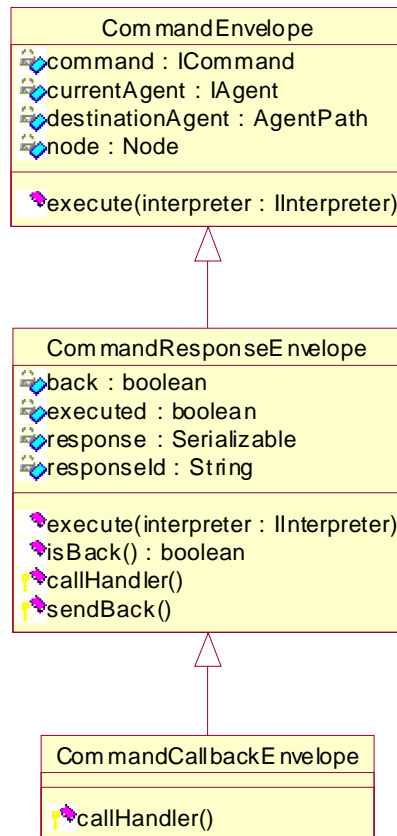 CommandEnvelope
command : ICommand
currentAgent : IAgent
destinationAgent : AgentPath
node : Node
execute(interpreter : IInterpreter)
CommandResponseEnvelope
back : boolean
executed : boolean
response : Serializable
responseId : String
execute(interpreter : IInterpreter)
isBack() : boolean
callHandler()
sendBack()
CommandCallbackEnvelope
callHandler()